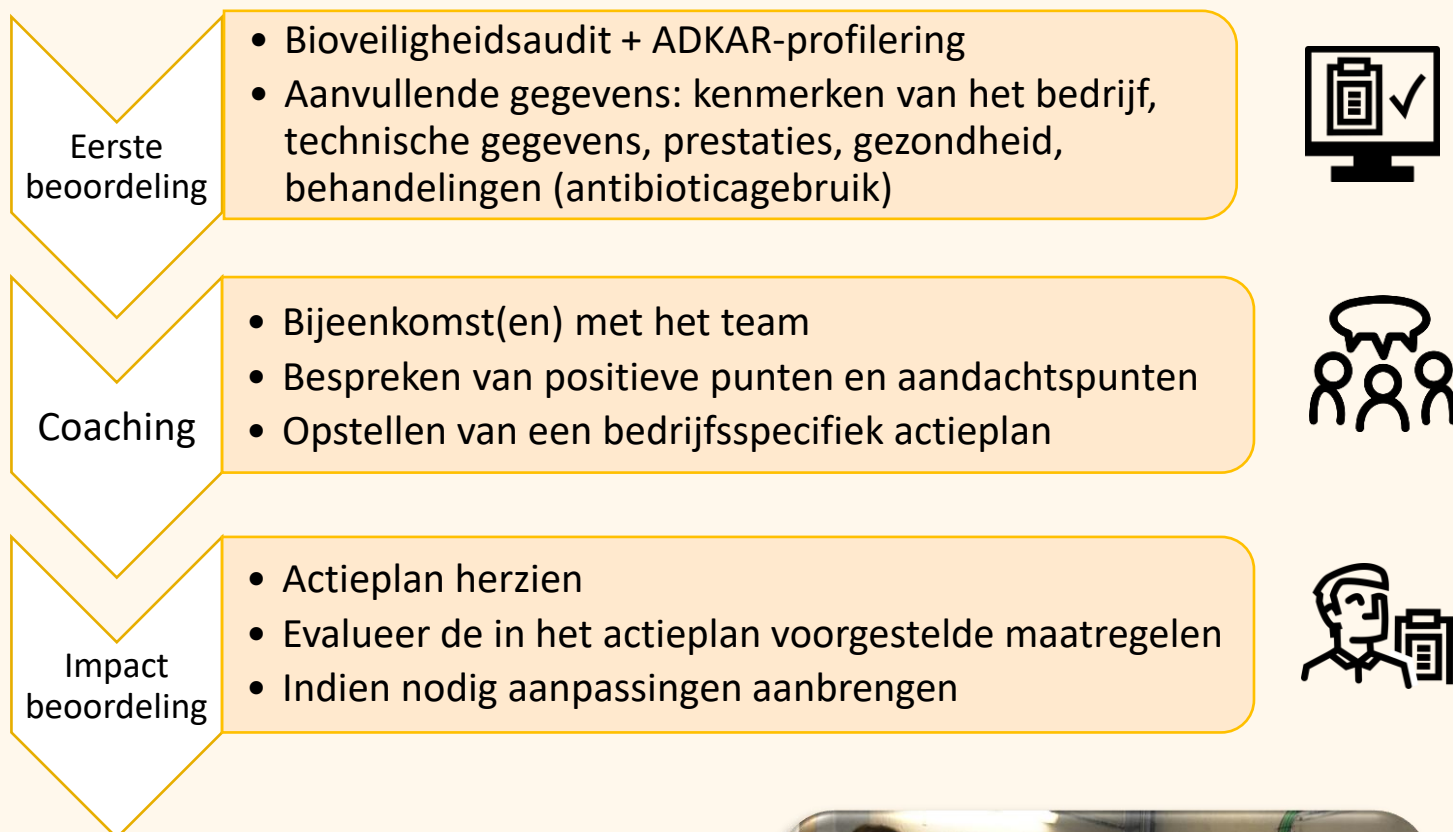 • Bioveiligheidsaudit + ADKAR-profilering
• Aanvullende gegevens: kenmerken van het bedrijf,
technische gegevens, prestaties, gezondheid,
behandelingen (antibioticagebruik)
Eerste
beoordeling
• Bijeenkomst(en) met het team
• Bespreken van positieve punten en aandachtspunten
• Opstellen van een bedrijfsspecifiek actieplan
Coaching
• Actieplan herzien
• Evalueer de in het actieplan voorgestelde maatregelen
• Indien nodig aanpassingen aanbrengen
Impact
beoordeling